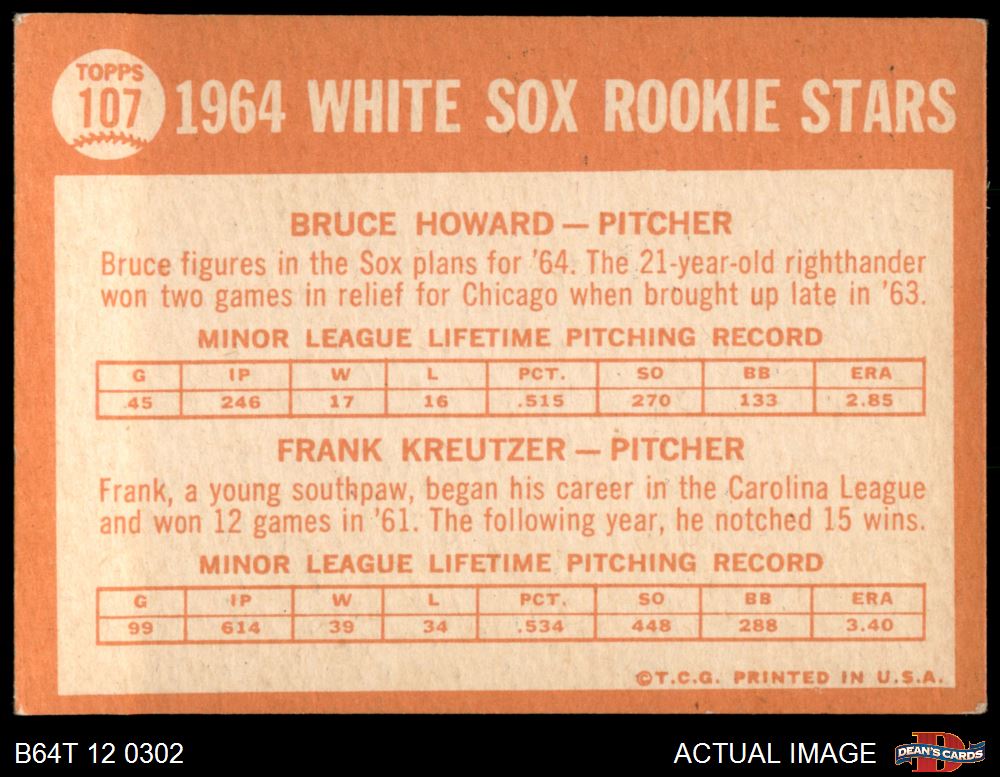 TOPPS
107
1964 WHITE SOX ROOKIE STARS
BRUCE HOWARD — PITCHER
Bruce figures in the Sox plans for '64. The 21-year-old righthander
won two games in relief for Chicago when brought up late in '63.
MINOR LEAGUE LIFETIME PITCHING RECORD
G IP W L PCT. SO BB ERA
45 246 17 16 .515 270 133 2.85
FRANK KREUTZER — PITCHER
Frank, a young southpaw, began his career in the Carolina League
and won 12 games in '61. The following year, he notched 15 wins.
MINOR LEAGUE LIFETIME PITCHING RECORD
G IP W L PCT. SO BB ERA
99 614 39 34 .534 448 288 3.40
©T.C.G. PRINTED IN U.S.A.
B64T 12 0302
ACTUAL IMAGE
D
DEAN'S CARDS